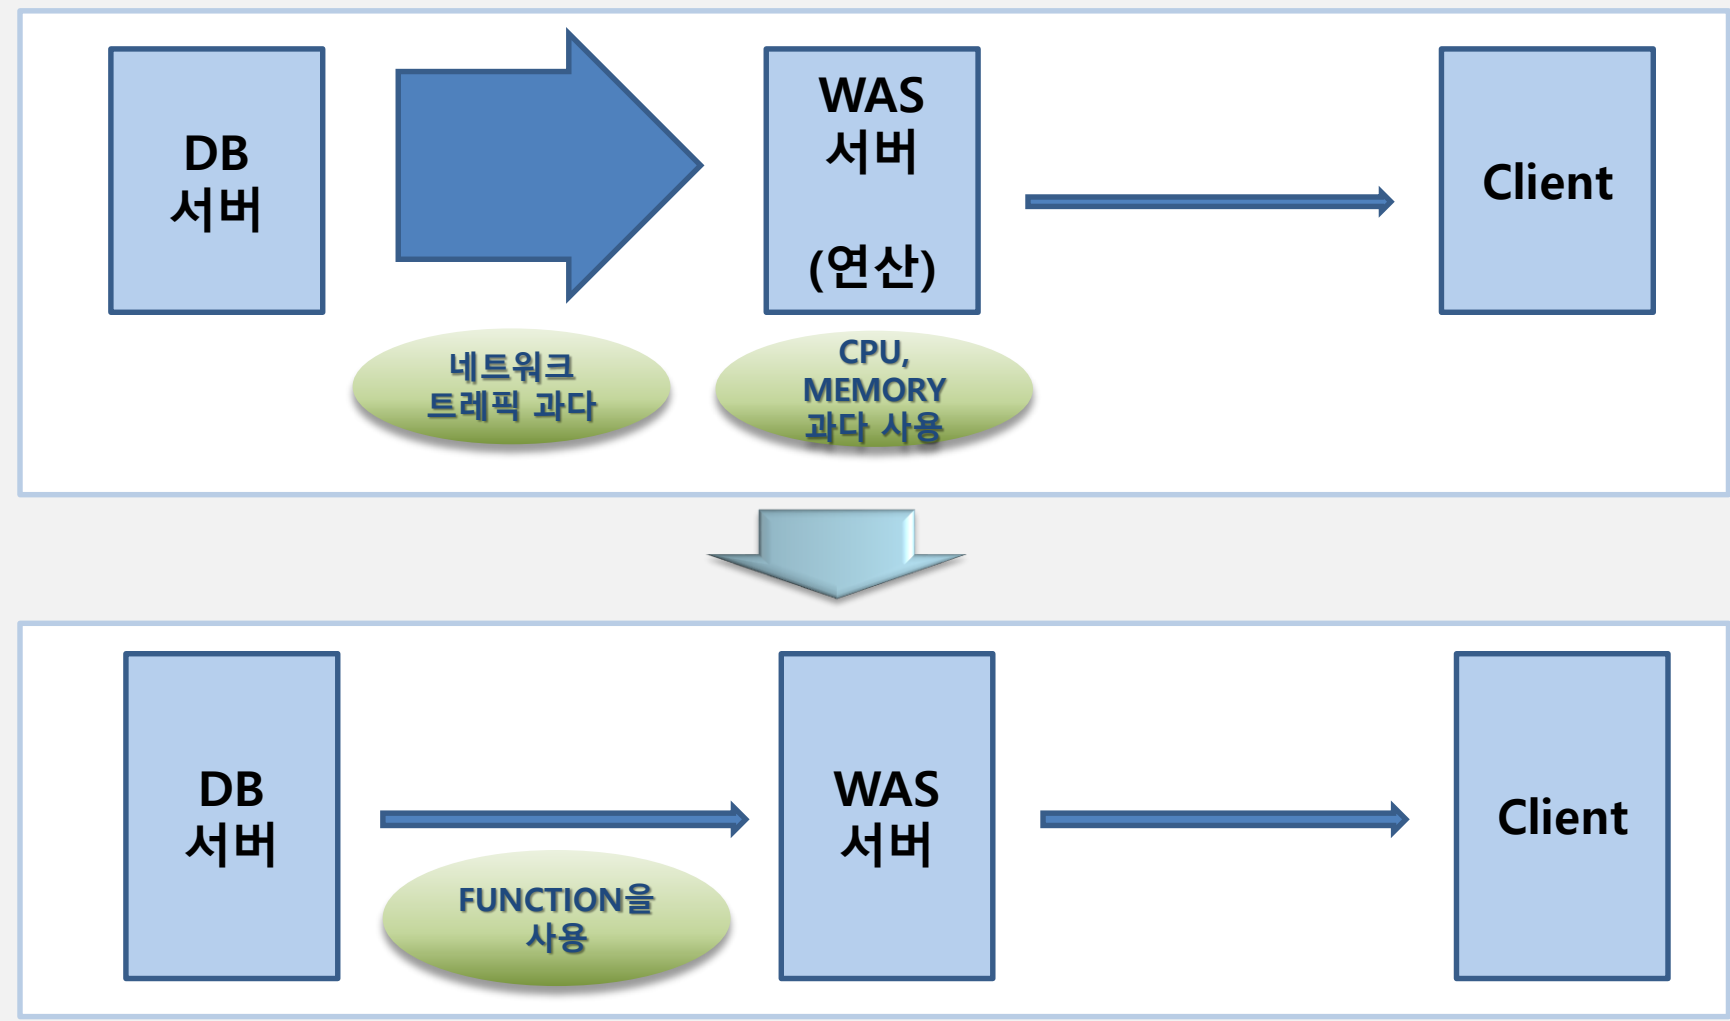 DB
서버
WAS
서버
(연산)
Client
네트워크
트레픽 과다
CPU,
MEMORY
과다 사용
DB
서버
WAS
서버
Client
FUNCTION을
사용